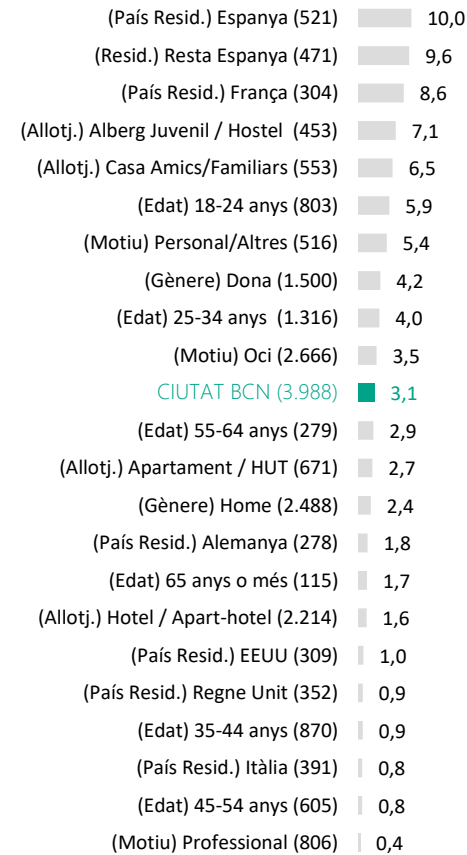 (País Resid.) Espanya (521) 10,0
(Resid.) Resta Espanya (471) 9,6
(País Resid.) França (304) 8,6
(Allotj.) Alberg Juvenil / Hostel (453) 7,1
(Allotj.) Casa Amics/Familiars (553) 6,5
(Edat) 18-24 anys (803) 5,9
(Motiu) Personal/Altres (516) 5,4
(Gènere) Dona (1.500) 4,2
(Edat) 25-34 anys (1.316) 4,0
(Motiu) Oci (2.666) 3,5
CIUTAT BCN (3.988) 3,1
(Edat) 55-64 anys (279) 2,9
(Allotj.) Apartament / HUT (671) 2,7
(Gènere) Home (2.488) 2,4
(País Resid.) Alemanya (278) 1,8
(Edat) 65 anys o més (115) 1,7
(Allotj.) Hotel / Apart-hotel (2.214) 1,6
(País Resid.) EEUU (309) 1,0
(País Resid.) Regne Unit (352) 0,9
(Edat) 35-44 anys (870) 0,9
(País Resid.) Itàlia (391) 0,8
(Edat) 45-54 anys (605) 0,8
(Motiu) Professional (806) 0,4